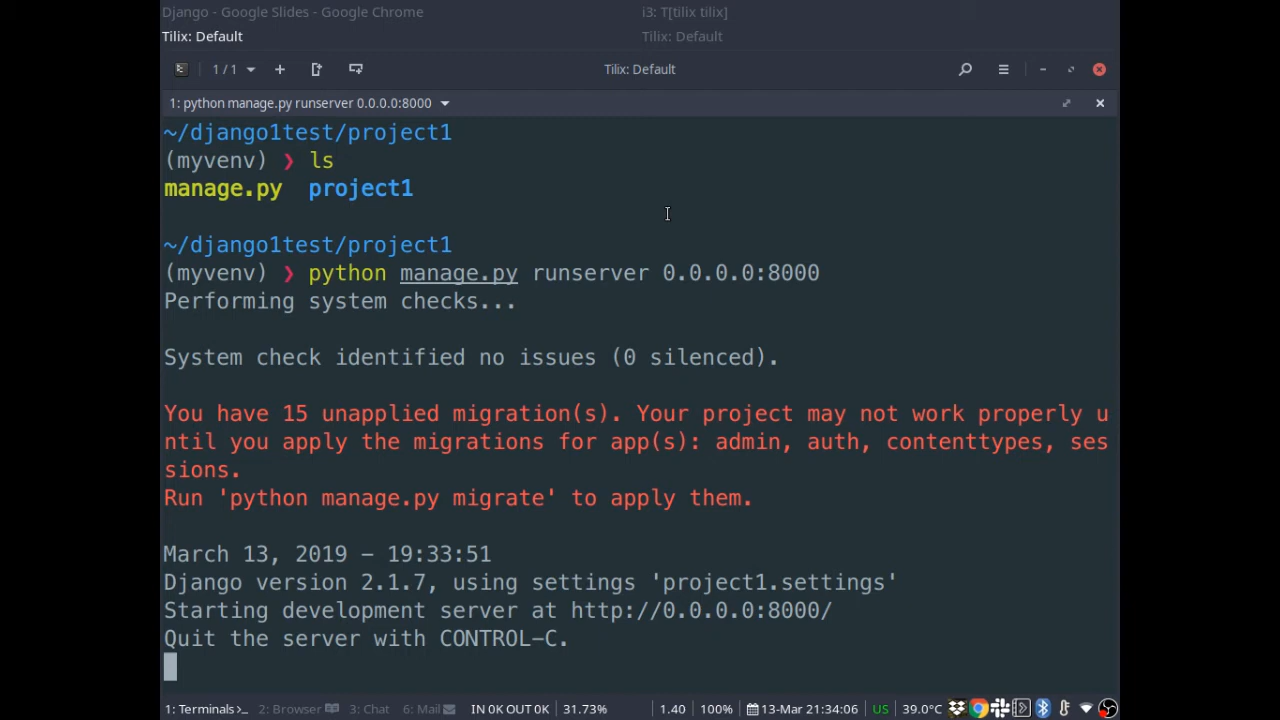 Django - Google Slides - Google Chrome
i3: T[tilix tilix]
Tilix: Default
Tilix: Default
1 / 1
Tilix: Default
1: python manage.py runserver 0.0.0.0:8000
~/django1test/project1
(myvenv) ❯ ls
manage.py project1
~/django1test/project1
(myvenv) ❯ python manage.py runserver 0.0.0.0:8000
Performing system checks...
System check identified no issues (0 silenced).
You have 15 unapplied migration(s). Your project may not work properly u
ntil you apply the migrations for app(s): admin, auth, contenttypes, ses
sions.
Run 'python manage.py migrate' to apply them.
March 13, 2019 - 19:33:51
Django version 2.1.7, using settings 'project1.settings'
Starting development server at http://0.0.0.0:8000/
Quit the server with CONTROL-C.
1: Terminals>_ 2: Browser 3: Chat 6: Mail IN 0K OUT 0K 31.73% 1.40 100% 13-Mar 21:34:06 US 39.0°C